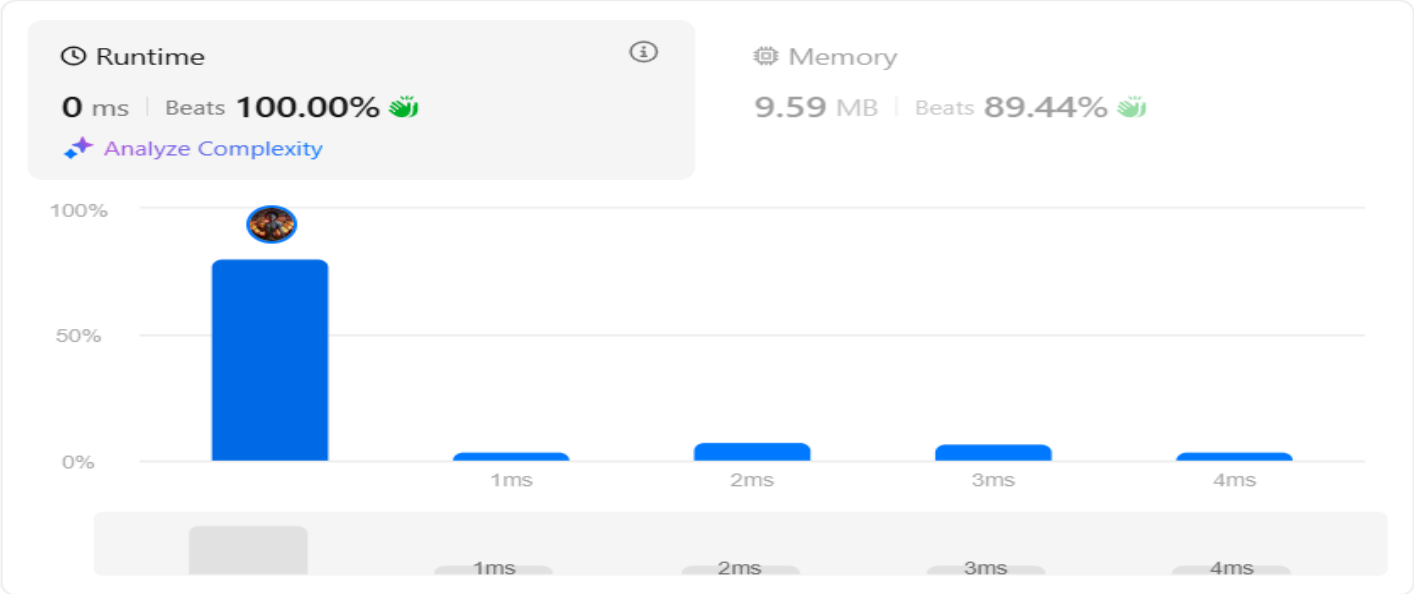 Runtime
0 ms | Beats 100.00%
Analyze Complexity
Memory
9.59 MB | Beats 89.44%
100%
50%
0%
1ms 2ms 3ms 4ms
1ms 2ms 3ms 4ms